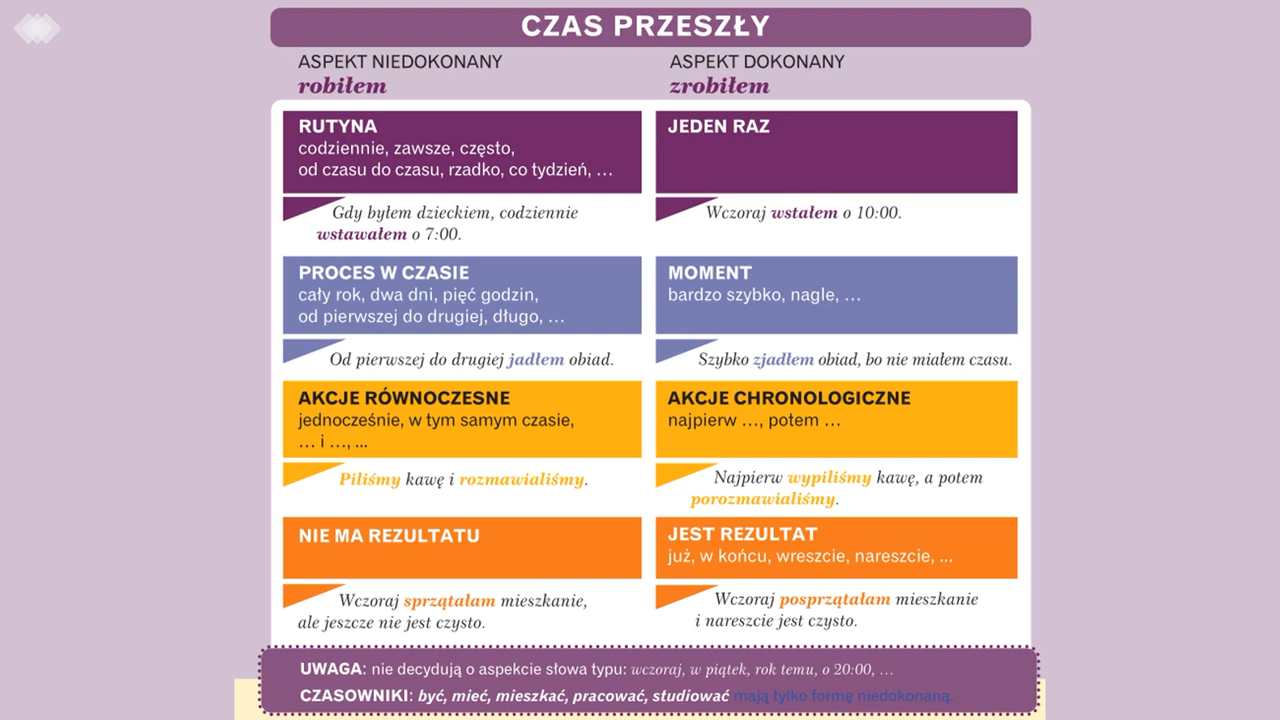 CZAS PRZESZŁY
ASPEKT NIEDOKONANY
robiłem
ASPEKT DOKONANY
zrobiłem
RUTYNA
codziennie, zawsze, często,
od czasu do czasu, rzadko, co tydzień, …
JEDEN RAZ
Gdy byłem dzieckiem, codziennie
wstawałem o 7:00.
Wczoraj wstałem o 10:00.
PROCES W CZASIE
cały rok, dwa dni, pięć godzin,
od pierwszej do drugiej, długo, …
MOMENT
bardzo szybko, nagle, …
Od pierwszej do drugiej jadłem obiad.
Szybko zjadłem obiad, bo nie miałem czasu.
AKCJE RÓWNOCZESNE
jednocześnie, w tym samym czasie,
… i …, ...
AKCJE CHRONOLOGICZNE
najpierw …, potem …
Piliśmy kawę i rozmawialiśmy.
Najpierw wypiliśmy kawę, a potem
porozmawialiśmy.
NIE MA REZULTATU
JEST REZULTAT
już, w końcu, wreszcie, nareszcie, ...
Wczoraj sprzątałam mieszkanie,
ale jeszcze nie jest czysto.
Wczoraj posprzątałam mieszkanie
i nareszcie jest czysto.
UWAGA: nie decydują o aspekcie słowa typu: wczoraj, w piątek, rok temu, o 20:00, …
CZASOWNIKI: być, mieć, mieszkać, pracować, studiować mają tylko formę niedokonaną.